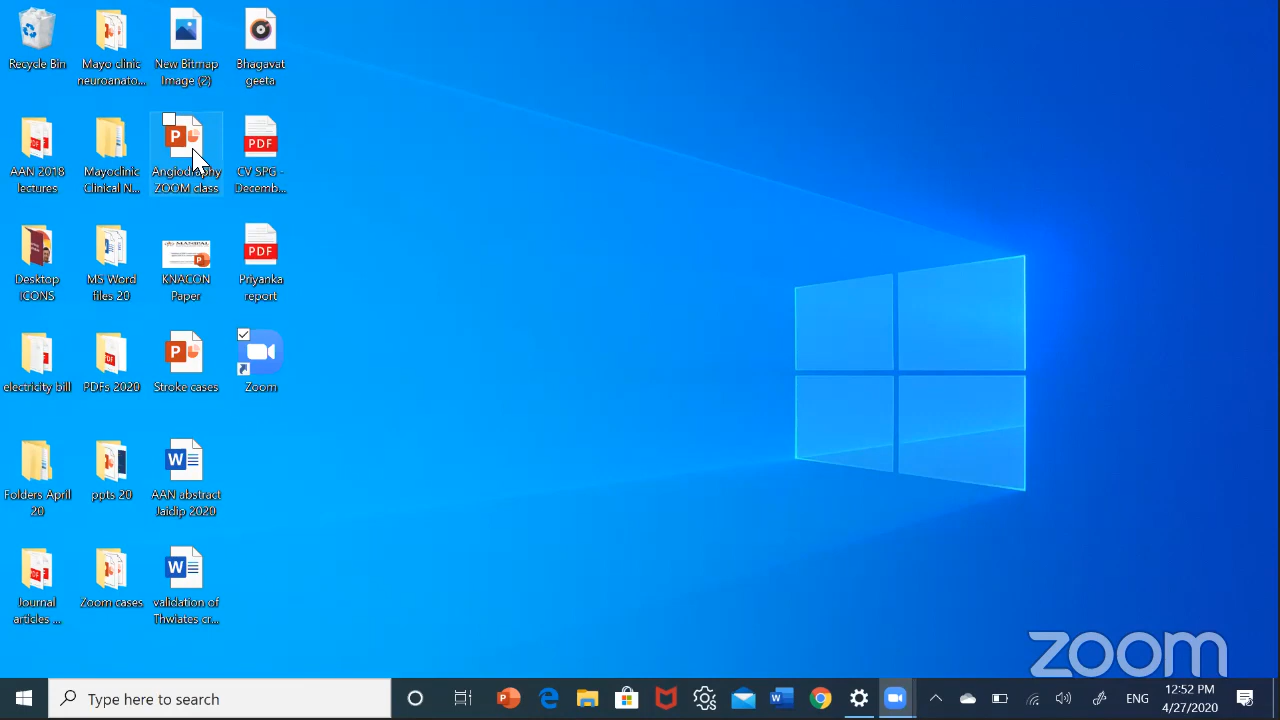 Recycle Bin
Mayo clinic
neuroanato...
New Bitmap
Image (2)
Bhagavat
geeta
AAN 2018
lectures
Mayoclinic
Clinical N...
Angiography
ZOOM class
PDF
CV SPG -
Decemb...
Desktop
ICONS
MS Word
files 20
MANIPAL
KNACON
Paper
PDF
Priyanka
report
electricity bill
PDFs 2020
Stroke cases
Zoom
Folders April
20
ppts 20
AAN abstract
Jaidip 2020
Journal
articles ...
Zoom cases
validation of
Thwiates cr...
zoom
Type here to search
ENG
12:52 PM
4/27/2020